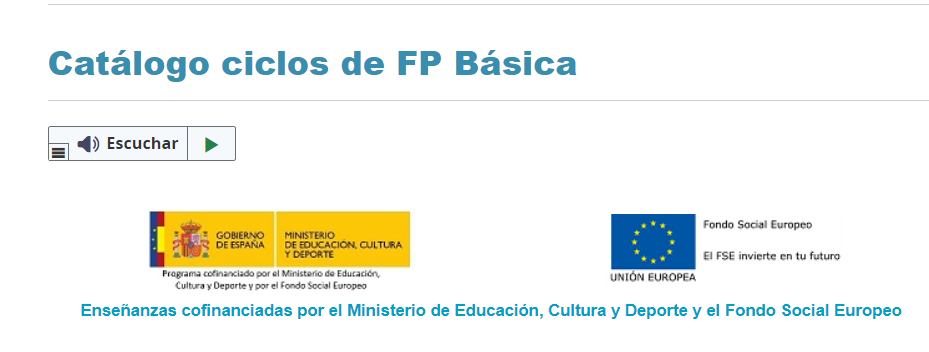 Catálogo ciclos de FP Básica
Escuchar
GOBIERNO
DE ESPAÑA
MINISTERIO
DE EDUCACIÓN, CULTURA
Y DEPORTE
Programa cofinanciado por el Ministerio de Educación,
Cultura y Deporte y por el Fondo Social Europeo
Fondo Social Europeo
El FSE invierte en tu futuro
UNIÓN EUROPEA
Enseñanzas cofinanciadas por el Ministerio de Educación, Cultura y Deporte y el Fondo Social Europeo